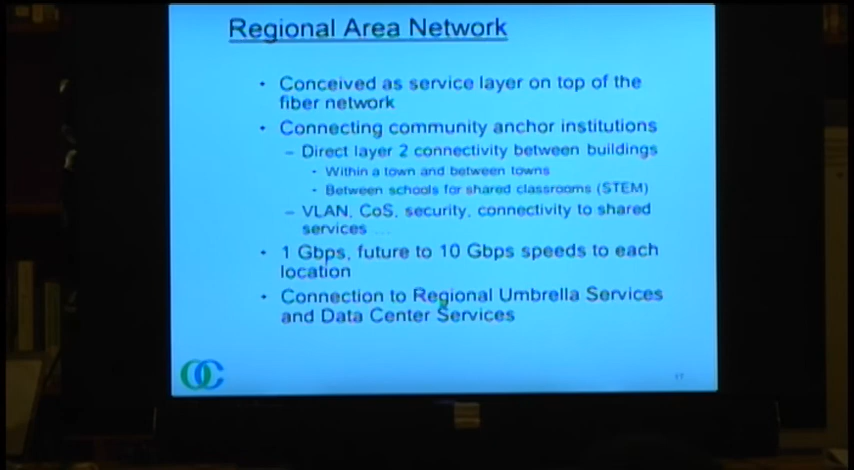 Regional Area Network
• Conceived as service layer on top of the
fiber network
• Connecting community anchor institutions
– Direct layer 2 connectivity between buildings
• Within a town and between towns
• Between schools for shared classrooms (STEM)
– VLAN, CoS, security, connectivity to shared
services ...
• 1 Gbps, future to 10 Gbps speeds to each
location
• Connection to Regional Umbrella Services
and Data Center Services
OC
17